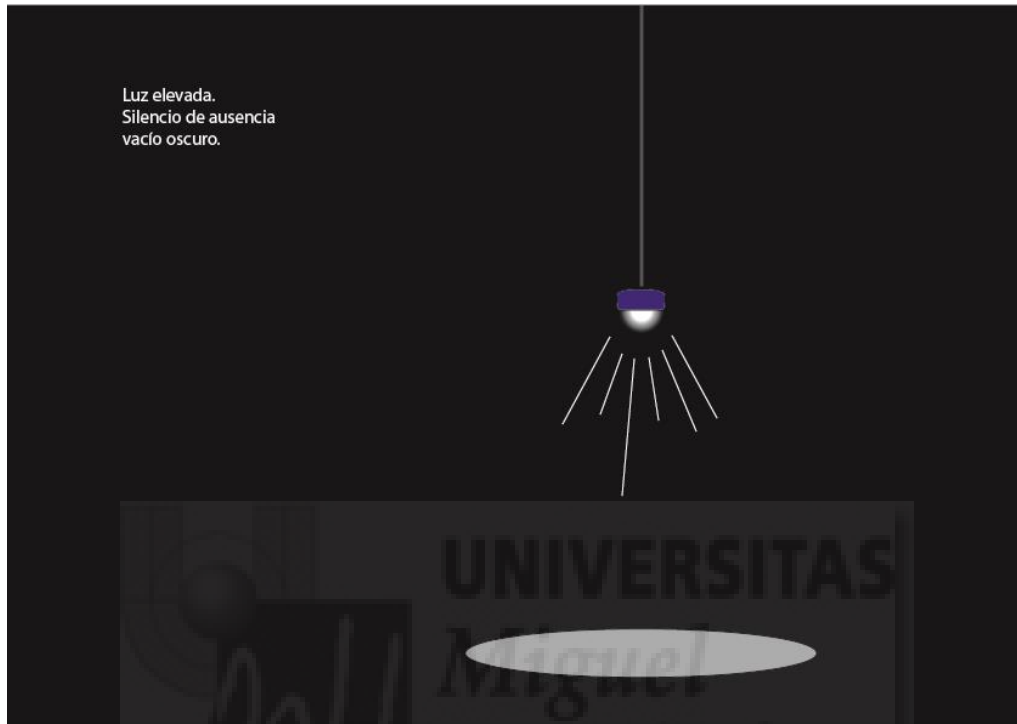 Luz elevada.
Silencio de ausencia
vacío oscuro.
UNIVERSITAS
Miguel